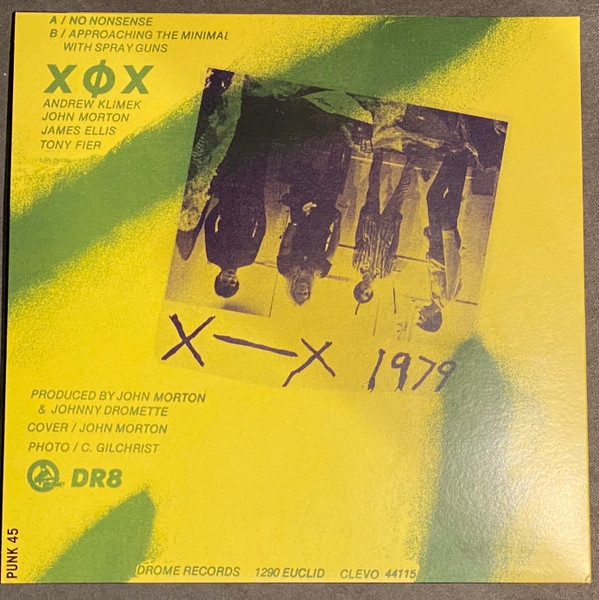 A / NO NONSENSE
B / APPROACHING THE MINIMAL
WITH SPRAY GUNS
XØX
ANDREW KLIMEK
JOHN MORTON
JAMES ELLIS
TONY FIER
X—X 1979
PRODUCED BY JOHN MORTON
& JOHNNY DROMETTE
COVER / JOHN MORTON
PHOTO / C. GILCHRIST
DR8
PUNK 45
DROME RECORDS 1290 EUCLID CLEVO 44115